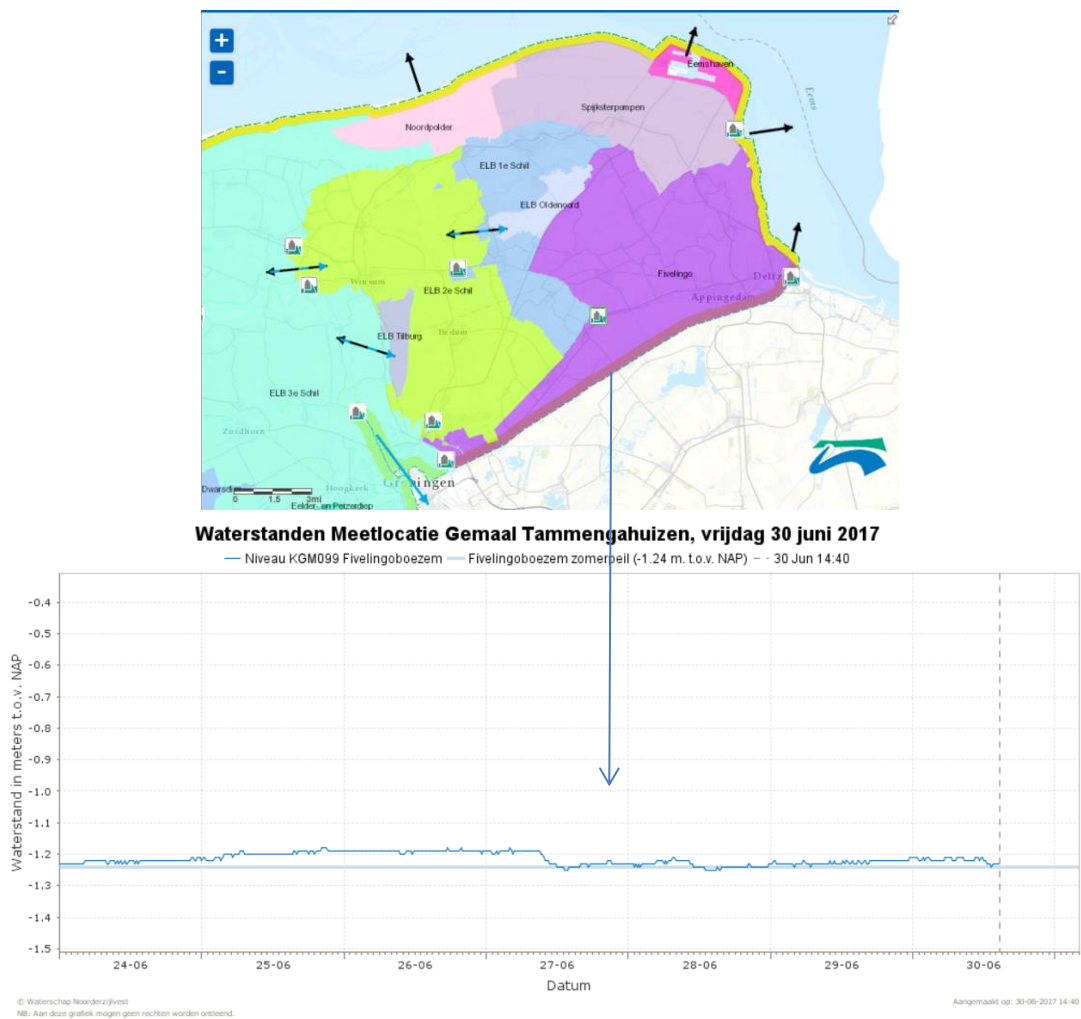 +
-
Eemshaven
Eems
Spijksterpompen
Noordpolder
ELB 1e Schil
ELB Oldenoord
Fivelingo
Delfz
Winsum
ELB 2e Schil
Appingedam
ELB Tilburg
Bedum
ELB 3e Schil
Zuidhorn
Groningen
Dwarsdi
Hoogkerk
0 1.5 3mi
Eelder- en Peizerdiep
Waterstanden Meetlocatie Gemaal Tammengahuizen, vrijdag 30 juni 2017
Niveau KGM099 Fivelingoboezem Fivelingoboezem zomerpeil (-1.24 m. t.o.v. NAP) 30 Jun 14:40
Waterstand in meters t.o.v. NAP
-0.4
-0.5
-0.6
-0.7
-0.8
-0.9
-1.0
-1.1
-1.2
-1.3
-1.4
-1.5
24-06 25-06 26-06 27-06 28-06 29-06 30-06
Datum
© Waterschap Noorderzijlvest Aangemaakt op: 30-06-2017 14:40
NB: Aan deze grafiek mogen geen rechten worden ontleend.